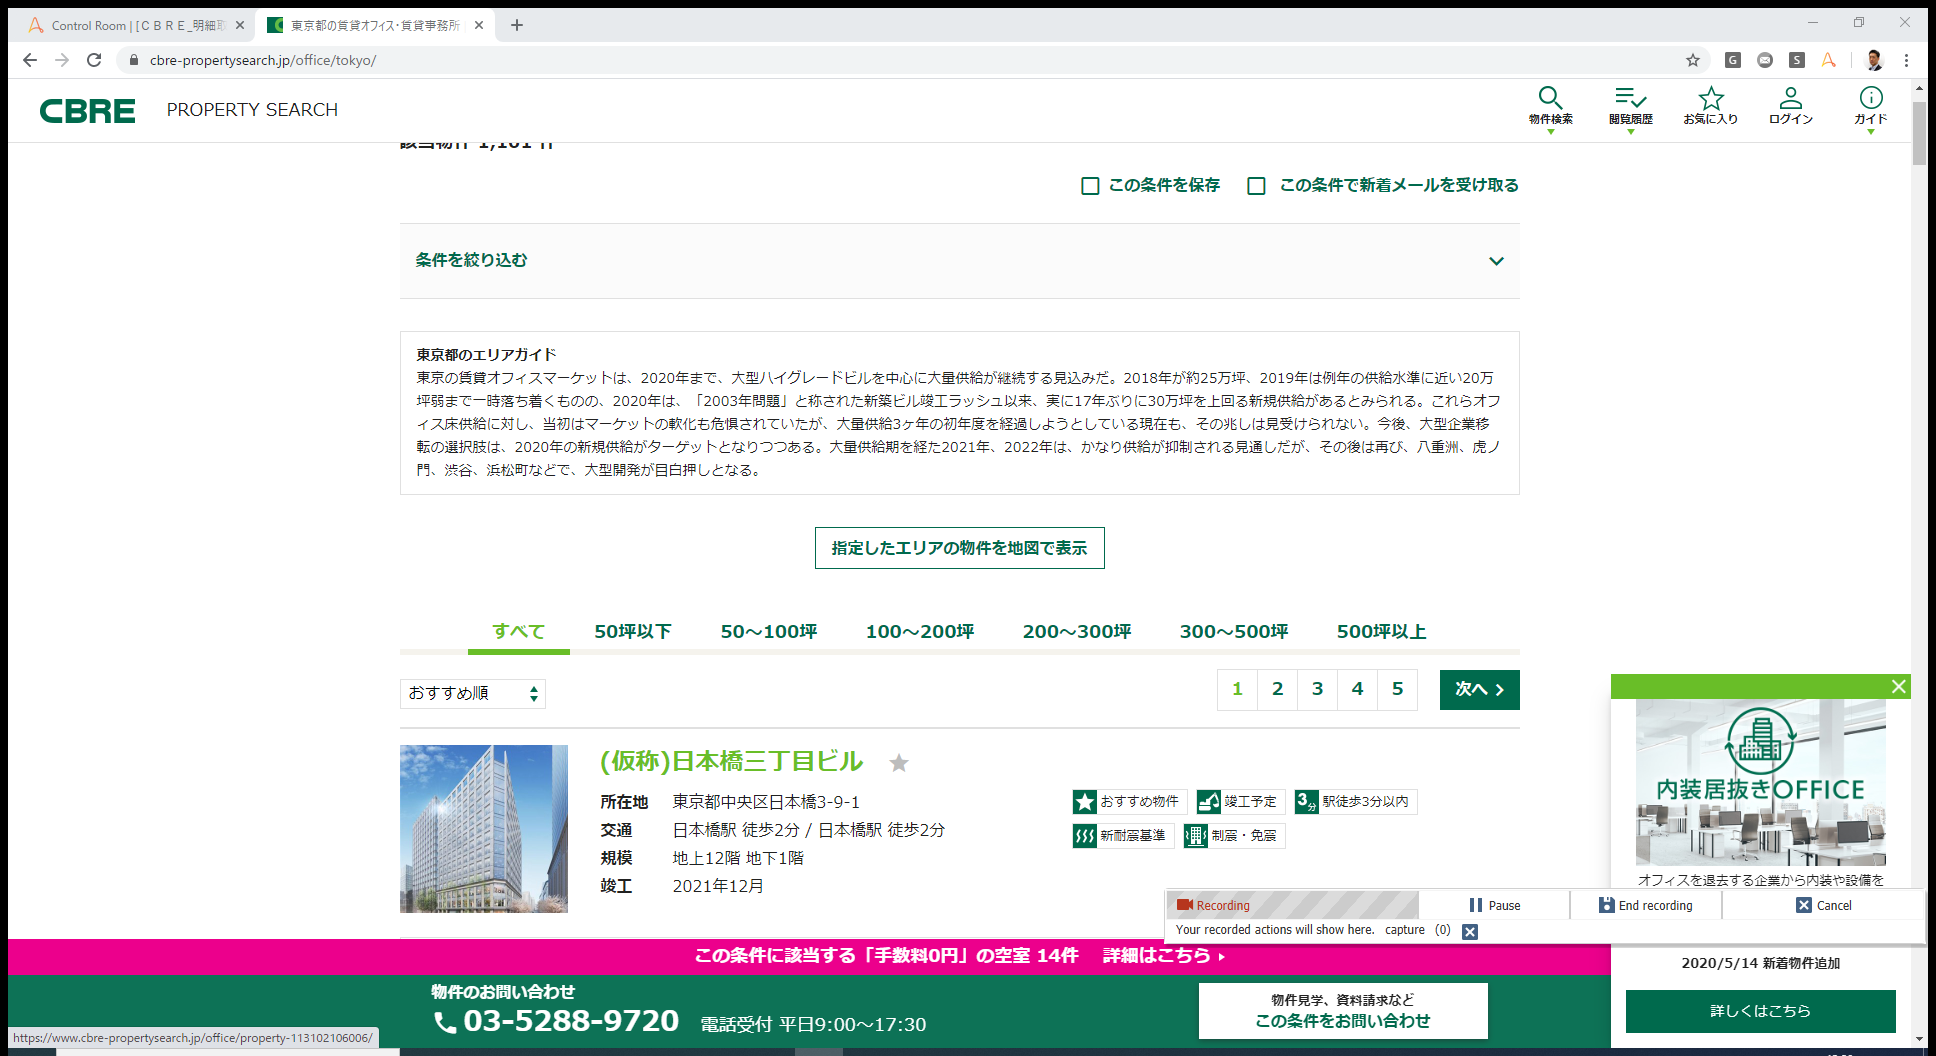 Control Room | [ＣＢＲＥ_明細取
東京都の賃貸オフィス・賃貸事務所
cbre-propertysearch.jp/office/tokyo/
CBRE PROPERTY SEARCH
物件検索
閲覧履歴
お気に入り
ログイン
ガイド
該当物件 1,161 件
この条件を保存
この条件で新着メールを受け取る
条件を絞り込む
東京都のエリアガイド
東京の賃貸オフィスマーケットは、2020年まで、大型ハイグレードビルを中心に大量供給が継続する見込みだ。2018年が約25万坪、2019年は例年の供給水準に近い20万
坪弱まで一時落ち着くものの、2020年は、「2003年問題」と称された新築ビル竣工ラッシュ以来、実に17年ぶりに30万坪を上回る新規供給があるとみられる。これらオフ
ィス床供給に対し、当初はマーケットの軟化も危惧されていたが、大量供給3ヶ年の初年度を経過しようとしている現在も、その兆しは見受けられない。今後、大型企業移
転の選択肢は、2020年の新規供給がターゲットとなりつつある。大量供給期を経た2021年、2022年は、かなり供給が抑制される見通しだが、その後は再び、八重洲、虎ノ
門、渋谷、浜松町などで、大型開発が目白押しとなる。
指定したエリアの物件を地図で表示
すべて 50坪以下 50～100坪 100～200坪 200～300坪 300～500坪 500坪以上
おすすめ順
1 2 3 4 5 次へ
(仮称)日本橋三丁目ビル
所在地 東京都中央区日本橋3-9-1
交通 日本橋駅 徒歩2分 / 日本橋駅 徒歩2分
規模 地上12階 地下1階
竣工 2021年12月
おすすめ物件 竣工予定 3分 駅徒歩3分以内
新耐震基準 制震・免震
内装居抜きOFFICE
オフィスを退去する企業から内装や設備を
Recording Pause End recording Cancel
Your recorded actions will show here. capture (0)
この条件に該当する「手数料0円」の空室 14件 詳細はこちら
2020/5/14 新着物件追加
詳しくはこちら
物件のお問い合わせ
03-5288-9720 電話受付 平日9:00～17:30
物件見学、資料請求など
この条件をお問い合わせ
https://www.cbre-propertysearch.jp/office/property-113102106006/